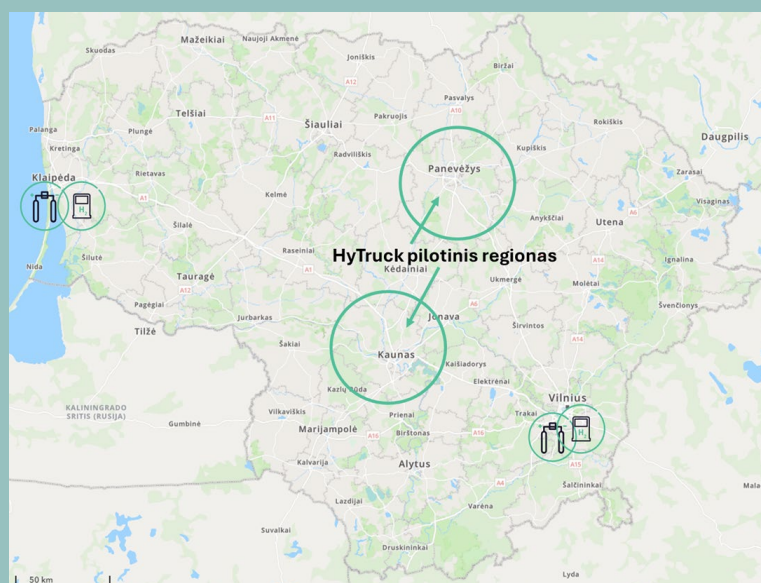 Mažeikiai
Naujoji Akmenė
Skuodas
Joniškis
Biržai
A12
Pasvalys
Telšiai
A11
Šiauliai
Pakruojis
A10
Rokiškis
Palanga
Plungė
Daugpilis
Kretinga
Radviliškis
Kupiškis
Klaipėda
Rietavas
Panevėžys
Zarasai
A1
Kelmė
Visaginas
H₂
Šilalė
Anykščiai
Utena
Šilutė
Raseiniai
HyTruck pilotinis regionas
Ignalina
Nida
Tauragė
A1
Kėdainiai
Ukmergė
Molėtai
A12
Pagėgiai
A6
Švenčionys
Jurbarkas
Jonava
Tilžė
Širvintos
Šakiai
A14
Kaunas
Kaišiadorys
Kazlų Rūda
Elektrėnai
Vilnius
KALININGRADO
SRITIS (RUSIJA)
Vilkaviškis
Prienai
Trakai
Gumbinė
Marijampolė
A16
Birštonas
A16
H₂
Kalvarija
Alytus
A15
A4
Šalčininkai
Lazdijai
Varėna
Suvalkai
Druskininkai
Lyda
50 km